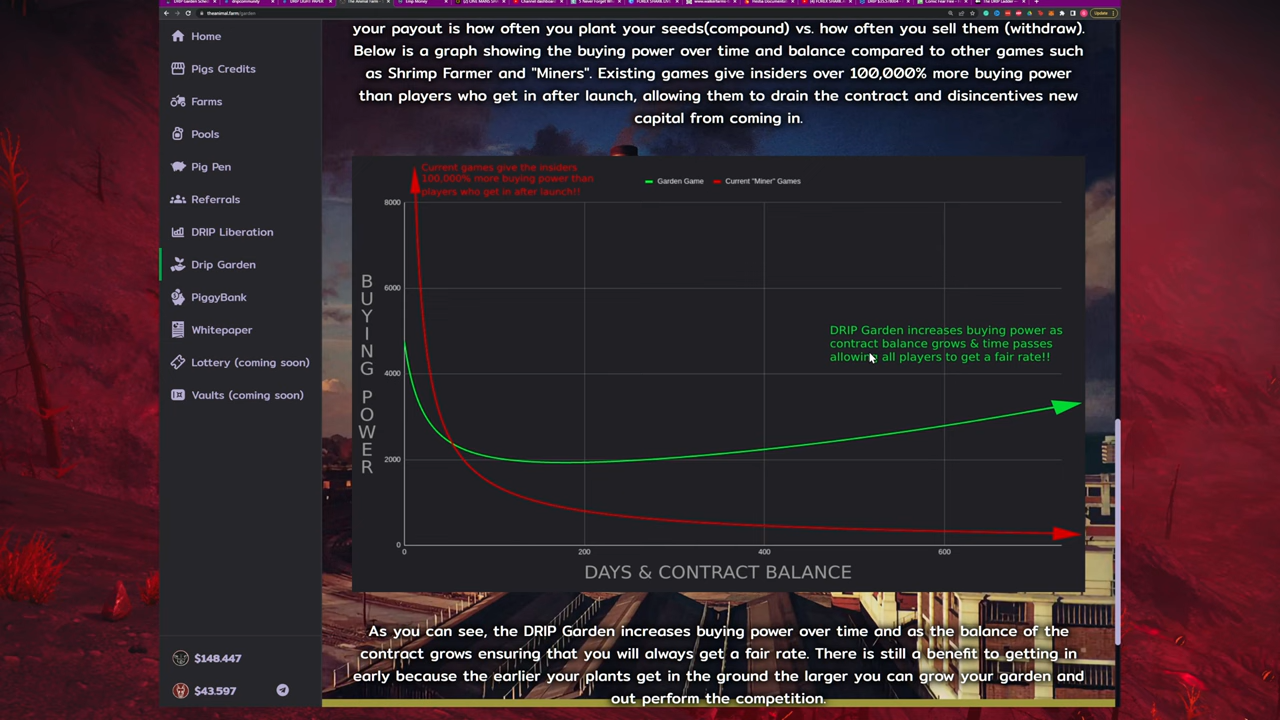 theanimal.farm/garden
Update
Home
Pigs Credits
Farms
Pools
Pig Pen
Referrals
DRIP Liberation
Drip Garden
PiggyBank
Whitepaper
Lottery (coming soon)
Vaults (coming soon)
$148.447
$43.597
your payout is how often you plant your seeds(compound) vs. how often you sell them (withdraw).
Below is a graph showing the buying power over time and balance compared to other games such
as Shrimp Farmer and "Miners". Existing games give insiders over 100,000% more buying power
than players who get in after launch, allowing them to drain the contract and disincentives new
capital from coming in.
Current games give the insiders
100,000% more buying power than
players who get in after launch!!
Garden Game
Current "Miner" Games
8000
6000
4000
2000
0
BUYING POWER
DRIP Garden increases buying power as
contract balance grows & time passes
allowing all players to get a fair rate!!
0
200
400
600
DAYS & CONTRACT BALANCE
As you can see, the DRIP Garden increases buying power over time and as the balance of the
contract grows ensuring that you will always get a fair rate. There is still a benefit to getting in
early because the earlier your plants get in the ground the larger you can grow your garden and
out perform the competition.